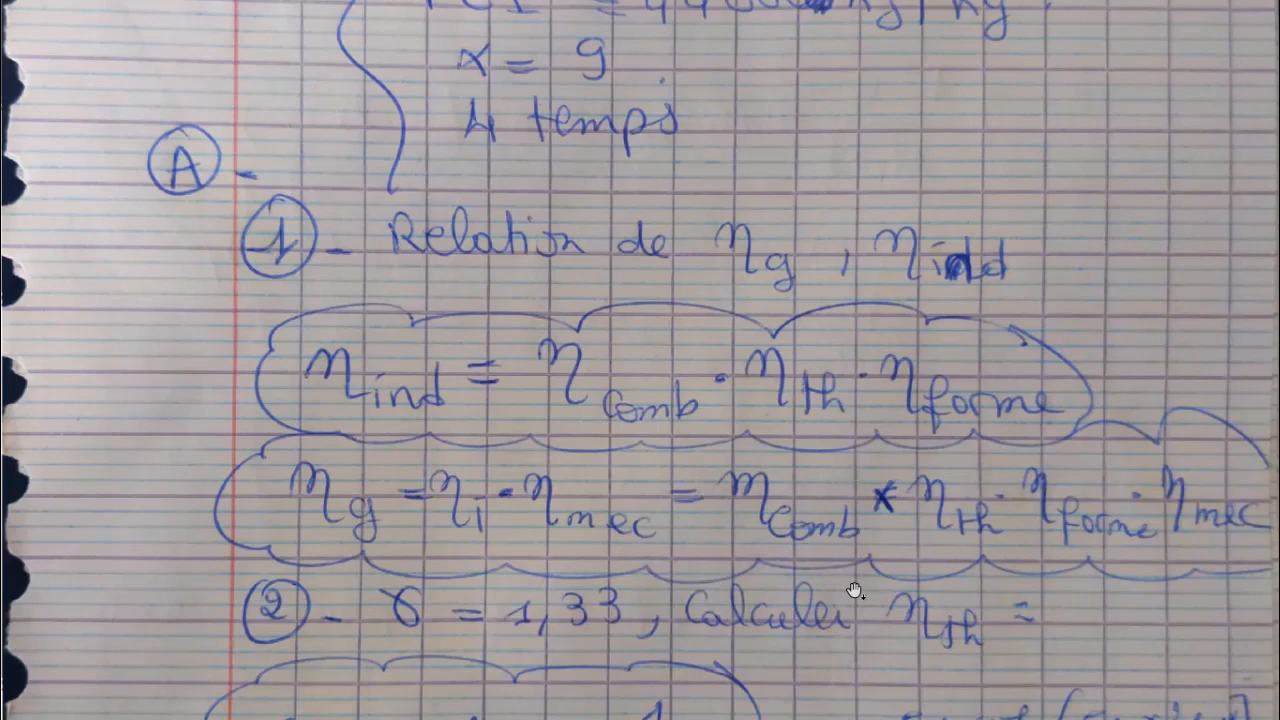 α = 9
4 temps
A -
1 - Relation de η_g , η_ind
η_ind = η_comb · η_th · η_forme
η_g = η_i · η_mec = η_comb * η_th · η_forme · η_mec
2 - γ = 1,33, Calculer η_th =